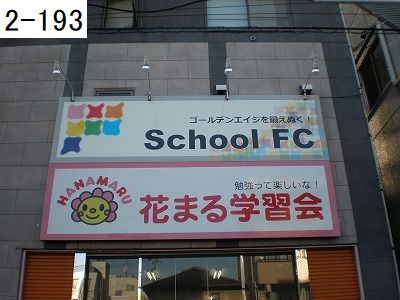 2-193
ゴールデンエイジを鍛えぬく!
School FC
HANAMARU
勉強って楽しいな!
花まる学習会